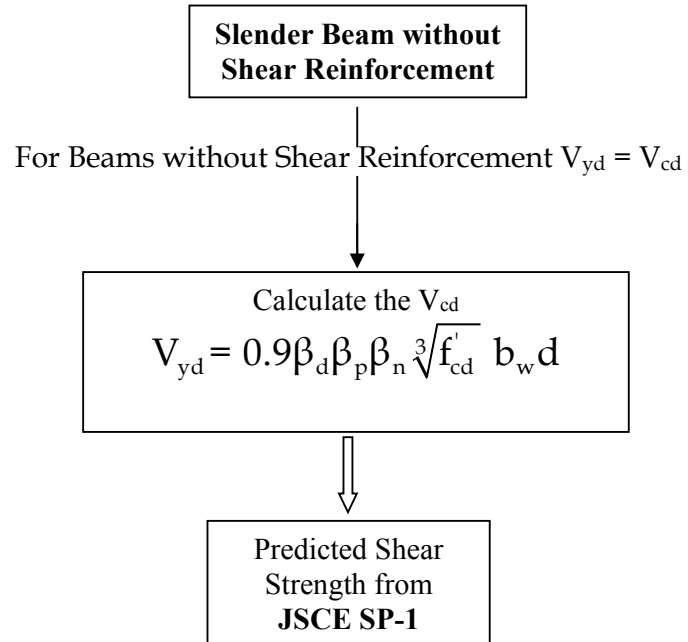 Slender Beam without
Shear Reinforcement
For Beams without Shear Reinforcement V_yd = V_cd
Calculate the V_cd
V_yd = 0.9β_dβ_pβ_n ∛f'_cd b_wd
Predicted Shear
Strength from
JSCE SP-1